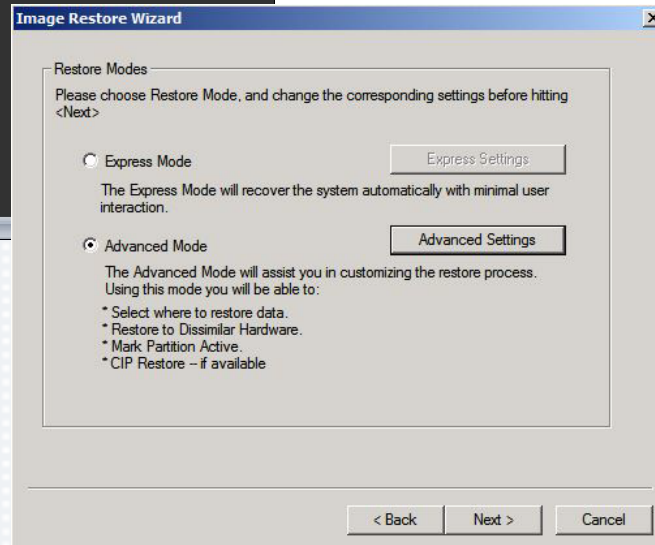 Image Restore Wizard
Restore Modes
Please choose Restore Mode, and change the corresponding settings before hitting
<Next>
Express Mode
Express Settings
The Express Mode will recover the system automatically with minimal user
interaction.
Advanced Mode
Advanced Settings
The Advanced Mode will assist you in customizing the restore process.
Using this mode you will be able to:
* Select where to restore data.
* Restore to Dissimilar Hardware.
* Mark Partition Active.
* CIP Restore -- if available
< Back
Next >
Cancel